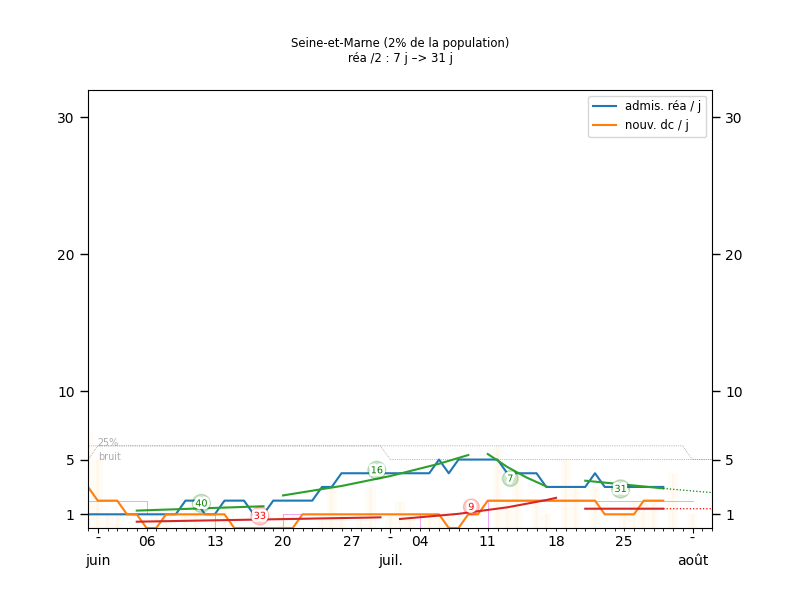 Seine-et-Marne (2% de la population)
réa /2 : 7 j –> 31 j
admis. réa / j
nouv. dc / j
30 30
20 20
10 10
25%
5 5
bruit
16
7
31
40
9
33
1 1
06 13 20 27 04 11 18 25
juin juil. août